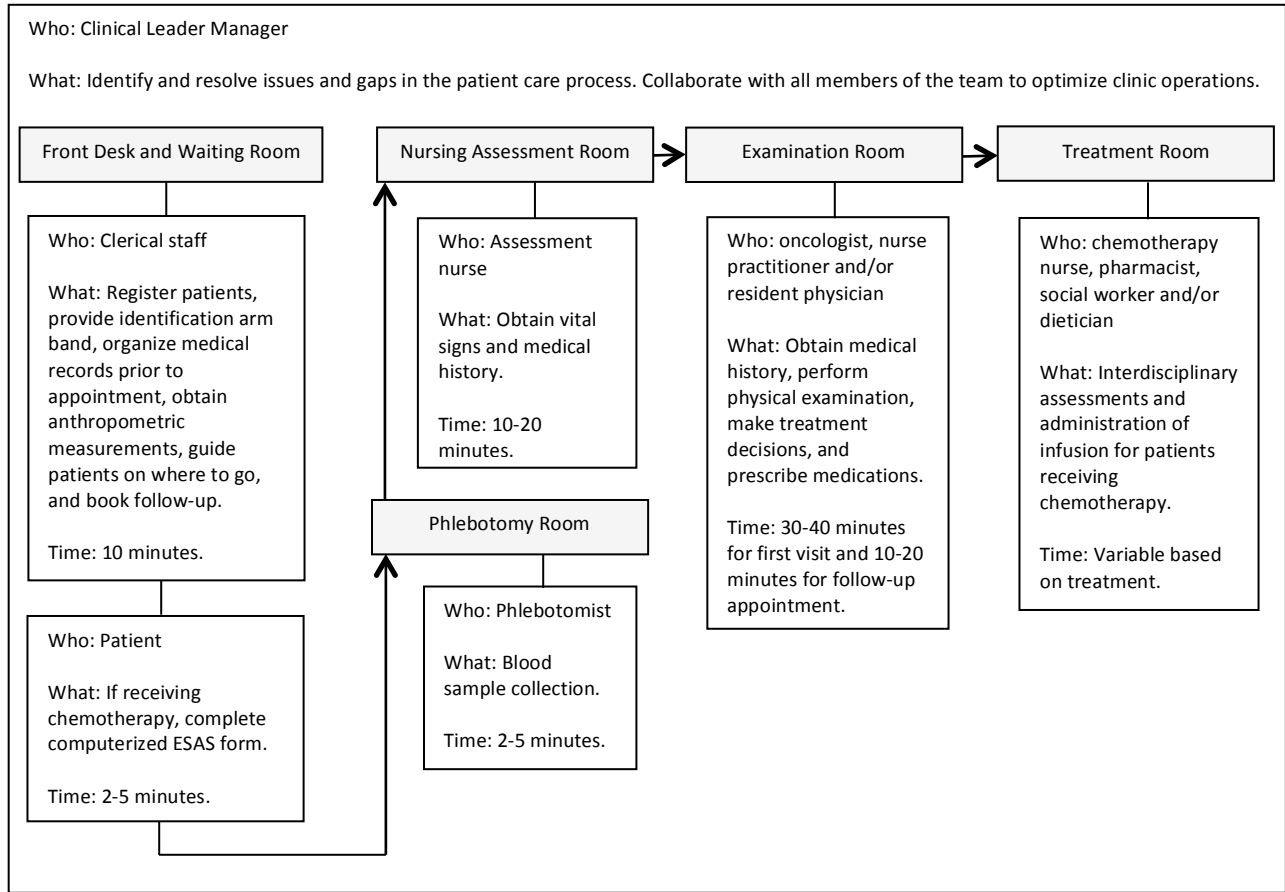 Who: Clinical Leader Manager
What: Identify and resolve issues and gaps in the patient care process. Collaborate with all members of the team to optimize clinic operations.
Front Desk and Waiting Room
Who: Clerical staff
What: Register patients,
provide identification arm
band, organize medical
records prior to
appointment, obtain
anthropometric
measurements, guide
patients on where to go,
and book follow-up.
Time: 10 minutes.
Who: Patient
What: If receiving
chemotherapy, complete
computerized ESAS form.
Time: 2-5 minutes.
Phlebotomy Room
Who: Phlebotomist
What: Blood
sample collection.
Time: 2-5 minutes.
Nursing Assessment Room
Who: Assessment
nurse
What: Obtain vital
signs and medical
history.
Time: 10-20
minutes.
Examination Room
Who: oncologist, nurse
practitioner and/or
resident physician
What: Obtain medical
history, perform
physical examination,
make treatment
decisions, and
prescribe medications.
Time: 30-40 minutes
for first visit and 10-20
minutes for follow-up
appointment.
Treatment Room
Who: chemotherapy
nurse, pharmacist,
social worker and/or
dietician
What: Interdisciplinary
assessments and
administration of
infusion for patients
receiving
chemotherapy.
Time: Variable based
on treatment.